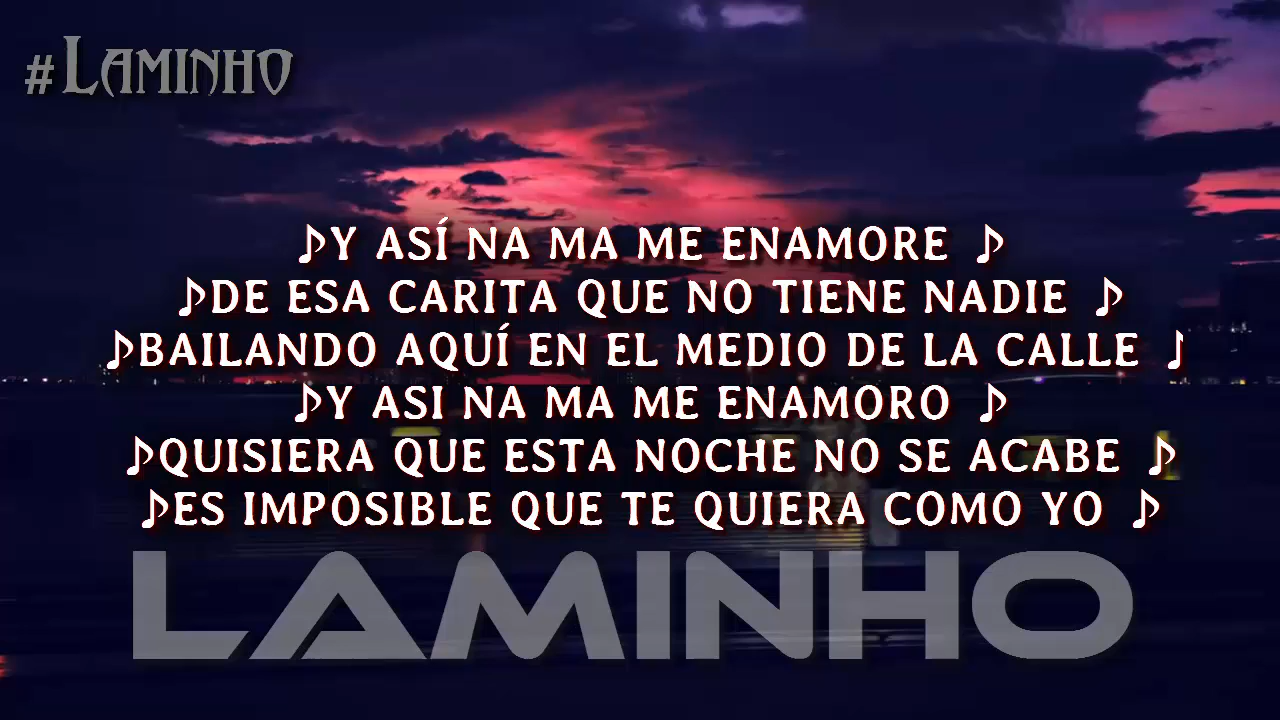 #LAMINHO
♪Y ASÍ NA MA ME ENAMORE ♪
♪DE ESA CARITA QUE NO TIENE NADIE ♪
♪BAILANDO AQUÍ EN EL MEDIO DE LA CALLE ♪
♪Y ASI NA MA ME ENAMORO ♪
♪QUISIERA QUE ESTA NOCHE NO SE ACABE ♪
♪ES IMPOSIBLE QUE TE QUIERA COMO YO ♪
LAMINHO